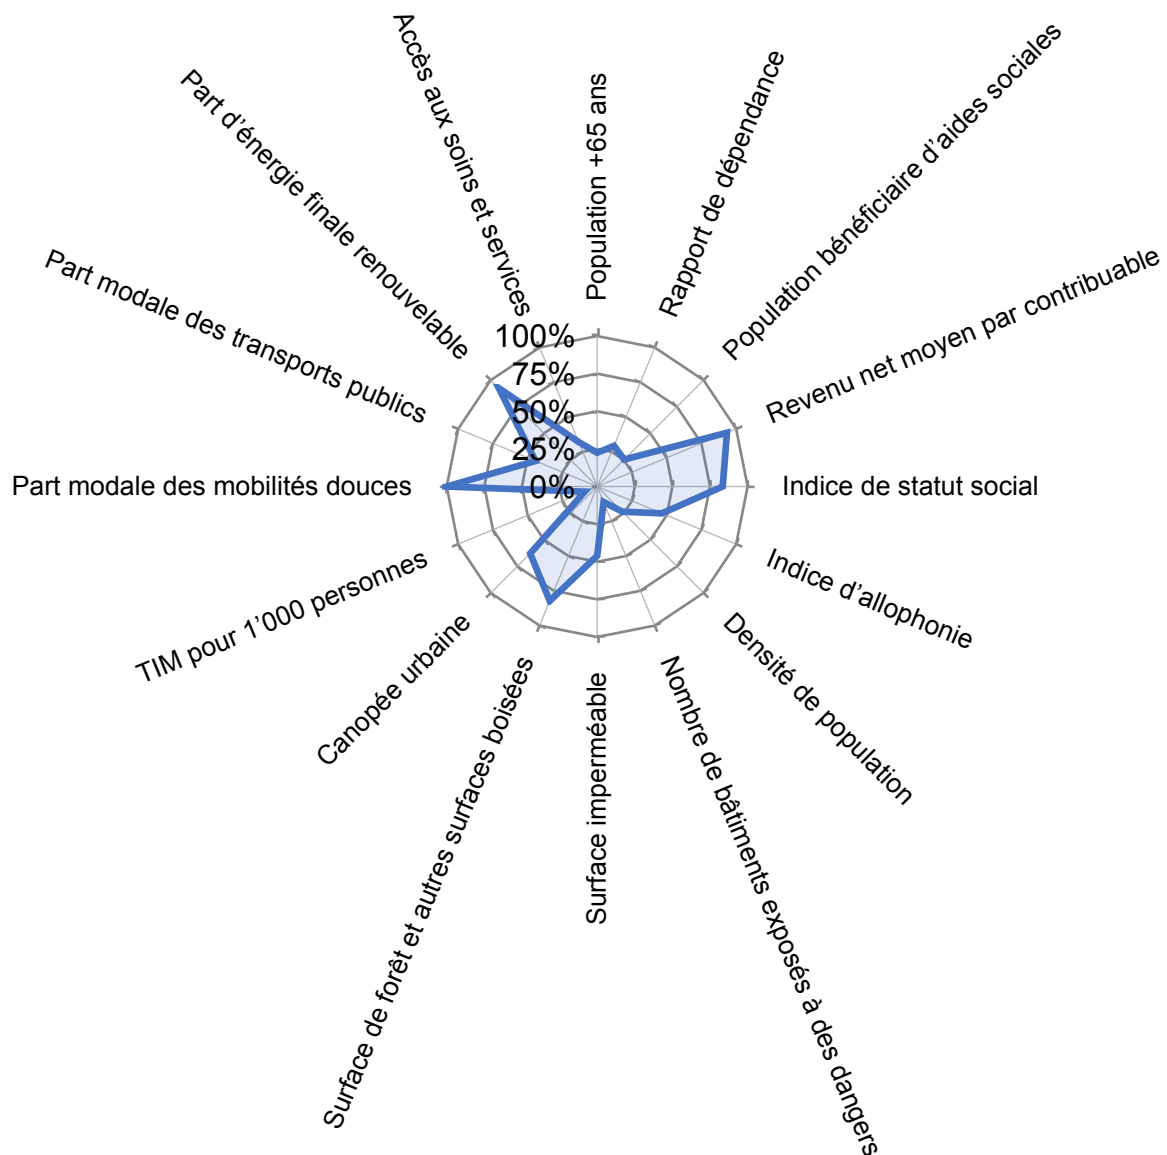 Population +65 ans
Rapport de dépendance
Population bénéficiaire d’aides sociales
Revenu net moyen par contribuable
Indice de statut social
Indice d’allophonie
Densité de population
Nombre de bâtiments exposés à des dangers
Surface imperméable
Surface de forêt et autres surfaces boisées
Canopée urbaine
TIM pour 1’000 personnes
Part modale des mobilités douces
Part modale des transports publics
Part d’énergie finale renouvelable
Accès aux soins et services
100%
75%
50%
25%
0%